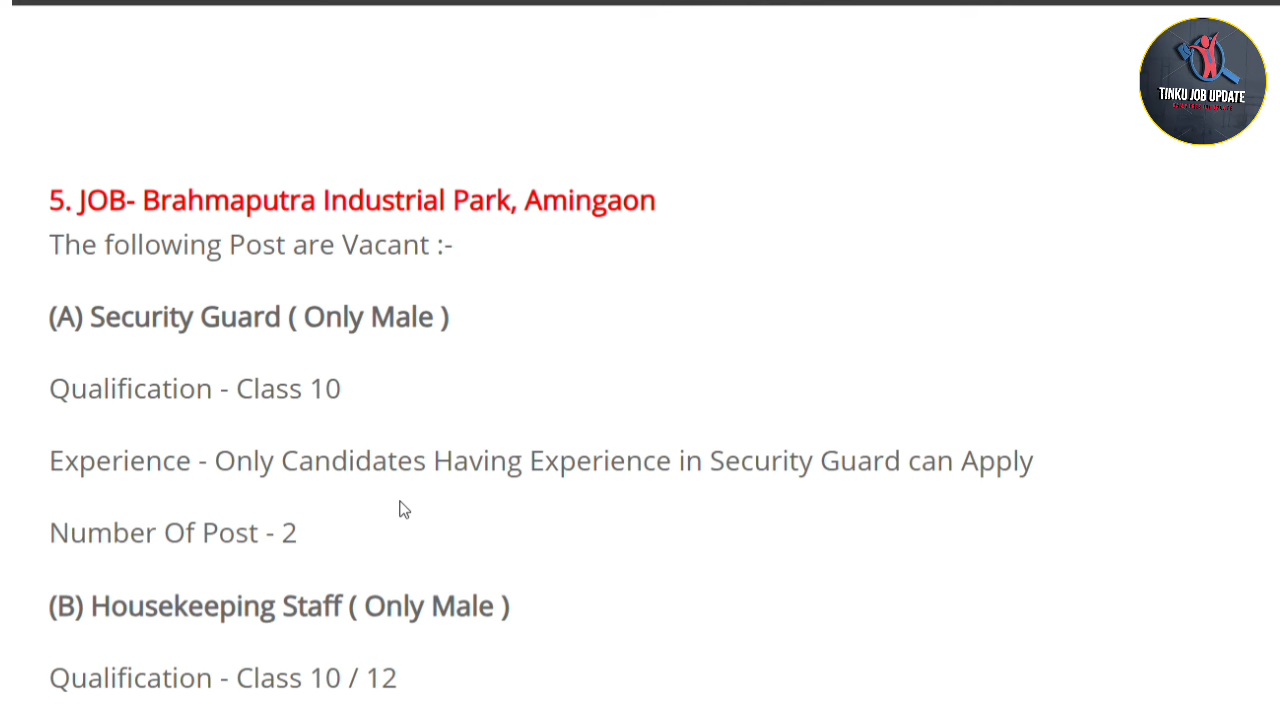 TINKU JOB UPDATE
5. JOB- Brahmaputra Industrial Park, Amingaon
The following Post are Vacant :-
(A) Security Guard ( Only Male )
Qualification - Class 10
Experience - Only Candidates Having Experience in Security Guard can Apply
Number Of Post - 2
(B) Housekeeping Staff ( Only Male )
Qualification - Class 10 / 12